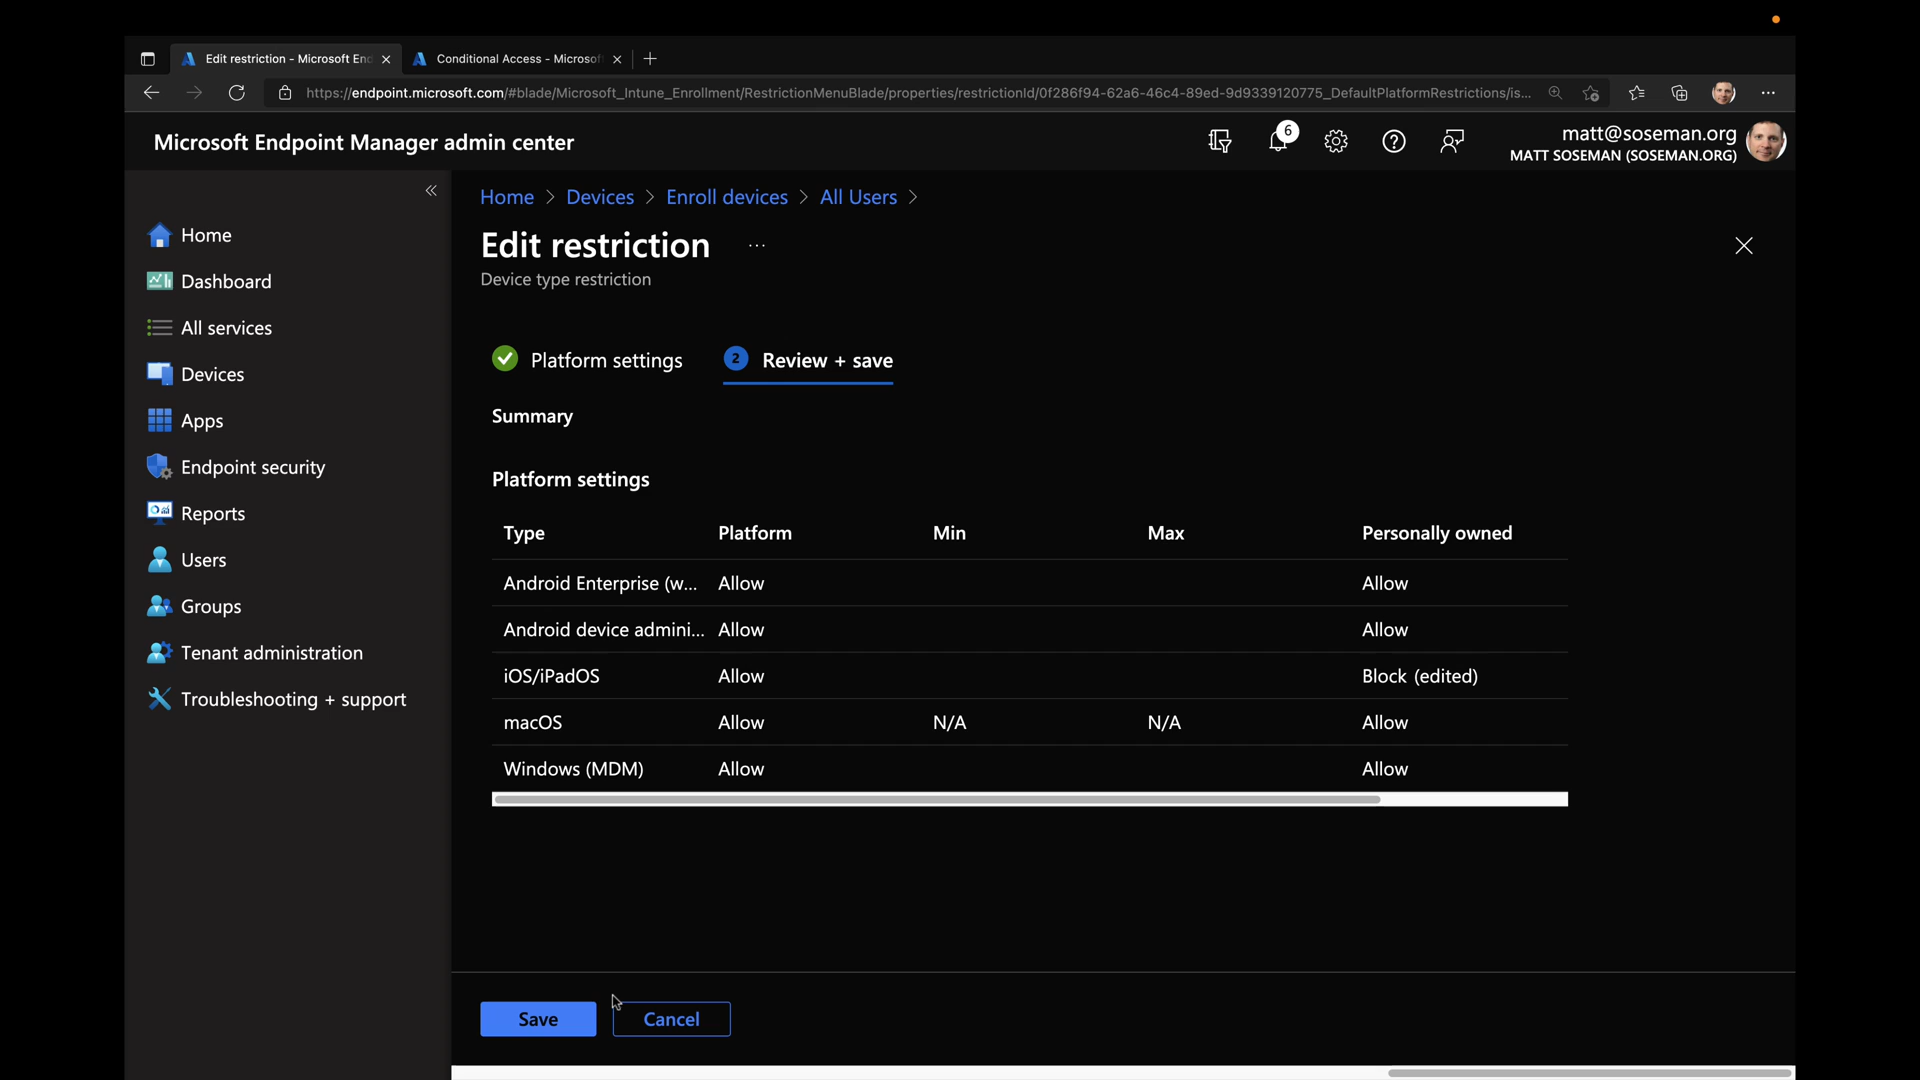 Edit restriction - Microsoft End
Conditional Access - Microsof
https://endpoint.microsoft.com/#blade/Microsoft_Intune_Enrollment/RestrictionMenuBlade/properties/restrictionId/0f286f94-62a6-46c4-89ed-9d9339120775_DefaultPlatformRestrictions/is...
Microsoft Endpoint Manager admin center
6
matt@soseman.org
MATT SOSEMAN (SOSEMAN.ORG)
Home
Dashboard
All services
Devices
Apps
Endpoint security
Reports
Users
Groups
Tenant administration
Troubleshooting + support
Home > Devices > Enroll devices > All Users >
Edit restriction ...
Device type restriction
Platform settings 2 Review + save
Summary
Platform settings
Type Platform Min Max Personally owned
Android Enterprise (w... Allow Allow
Android device admini... Allow Allow
iOS/iPadOS Allow Block (edited)
macOS Allow N/A N/A Allow
Windows (MDM) Allow Allow
Save Cancel